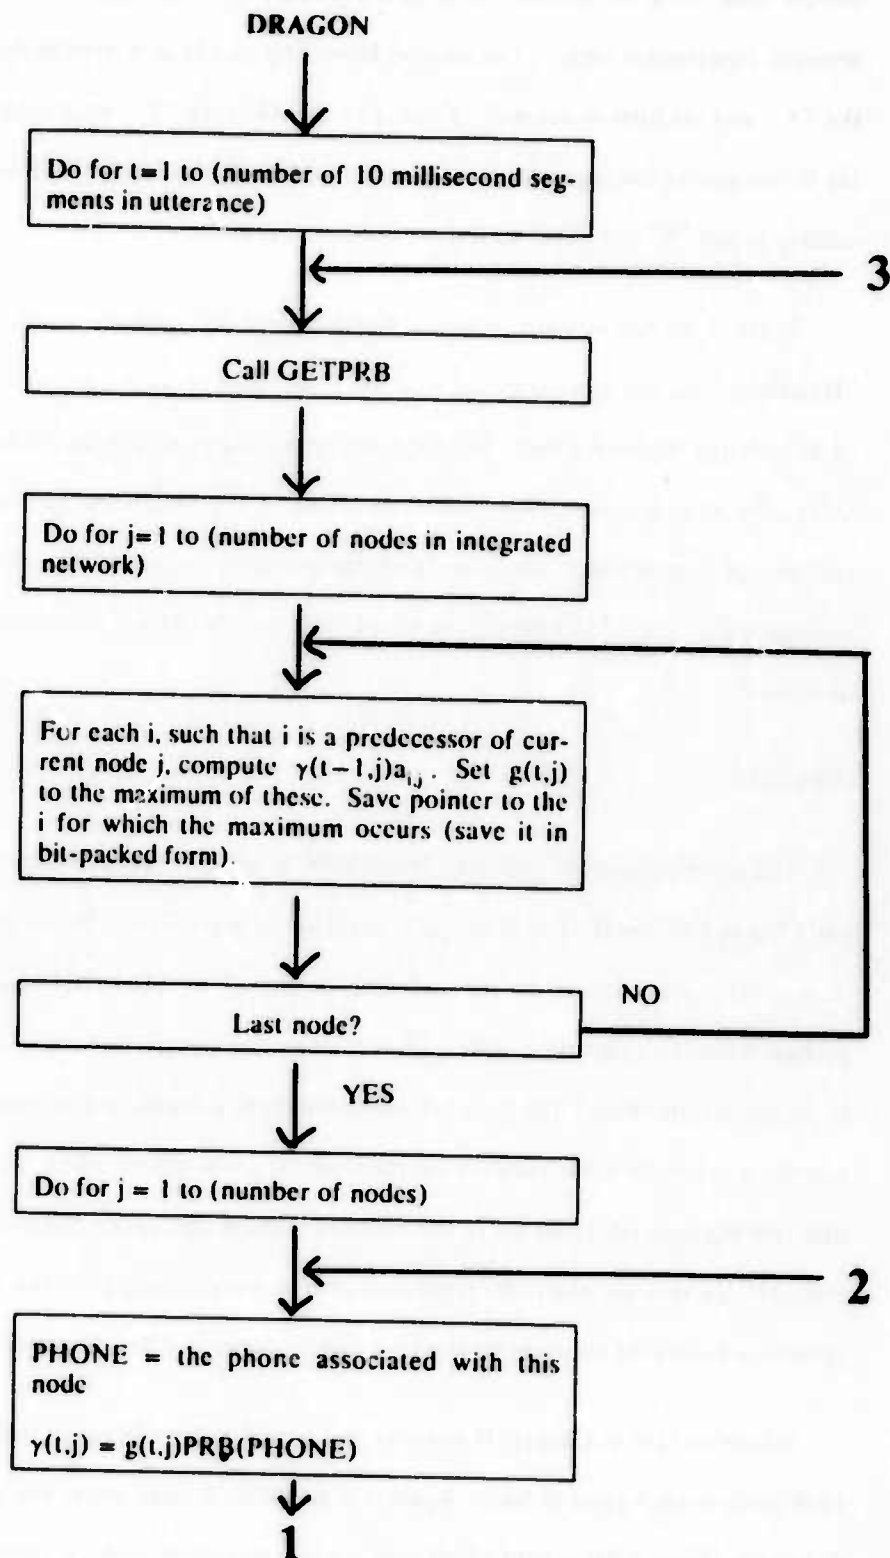 DRAGON
Do for t=1 to (number of 10 millisecond seg-
ments in utterance)
3
Call GETPRB
Do for j=1 to (number of nodes in integrated
network)
For each i, such that i is a predecessor of cur-
rent node j, compute γ(t−1,j)a_{i,j}. Set g(t,j)
to the maximum of these. Save pointer to the
i for which the maximum occurs (save it in
bit-packed form).
Last node?
NO
YES
Do for j = 1 to (number of nodes)
2
PHONE = the phone associated with this
node
γ(t,j) = g(t,j)PRB(PHONE)
1